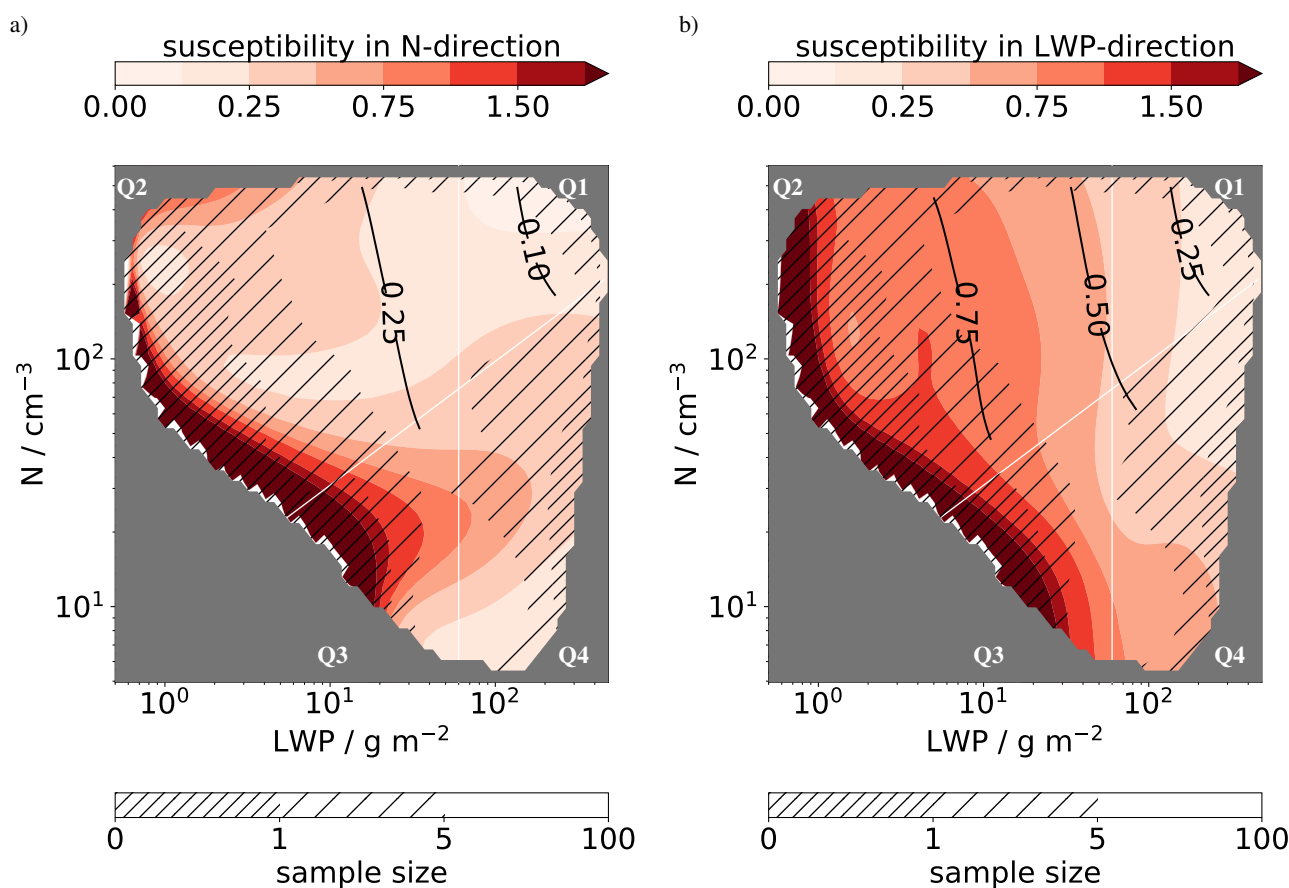 a)
susceptibility in N-direction
0.00 0.25 0.75 1.50
Q2 Q1
0.10
0.25
10²
10¹
N / cm⁻³
Q3 Q4
10⁰ 10¹ 10²
LWP / g m⁻²
0 1 5 100
sample size
b)
susceptibility in LWP-direction
0.00 0.25 0.75 1.50
Q2 Q1
0.25
0.75
0.50
10²
10¹
N / cm⁻³
Q3 Q4
10⁰ 10¹ 10²
LWP / g m⁻²
0 1 5 100
sample size